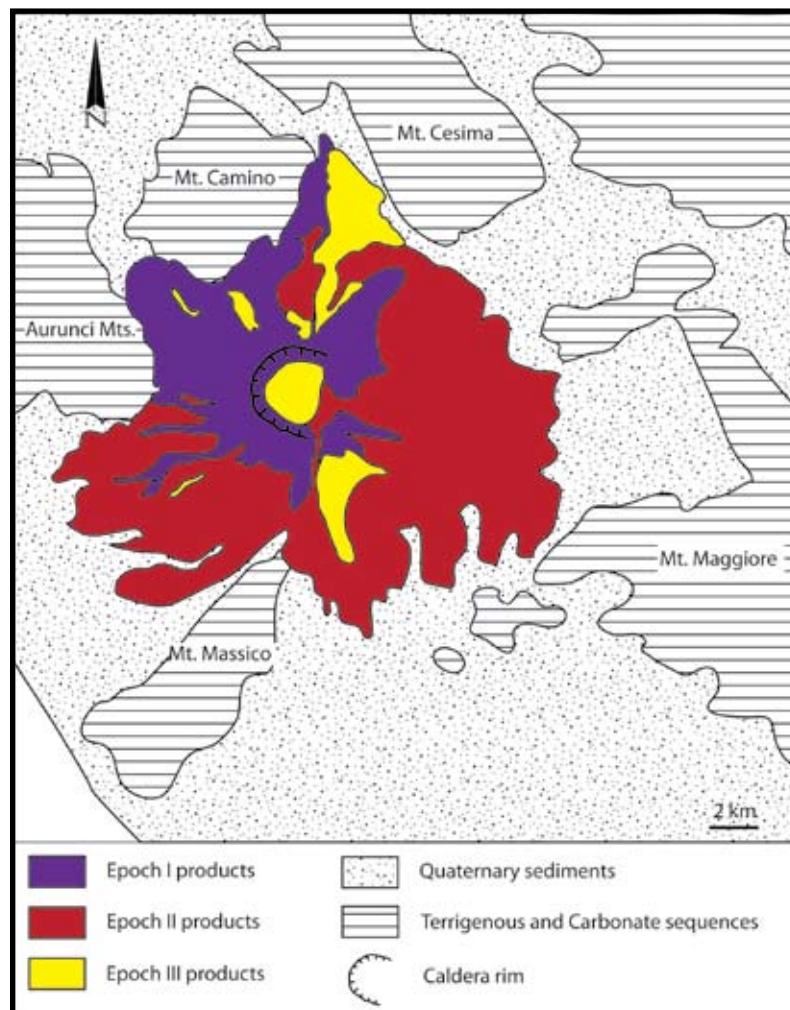 N
Mt. Cesima
Mt. Camino
Aurunci Mts.
Mt. Maggiore
Mt. Massico
2 km
Epoch I products
Epoch II products
Epoch III products
Quaternary sediments
Terrigenous and Carbonate sequences
Caldera rim